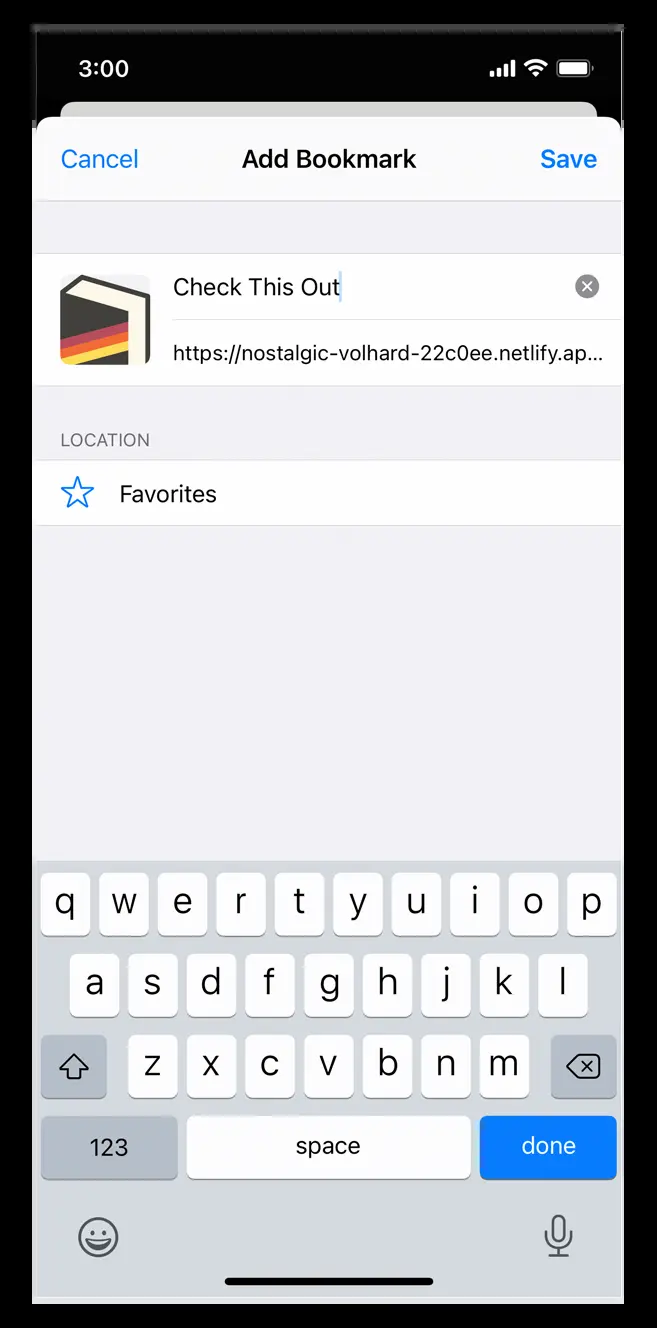 3:00
Cancel Add Bookmark Save
Check This Out
https://nostalgic-volhard-22c0ee.netlify.ap...
LOCATION
Favorites
q w e r t y u i o p
a s d f g h j k l
z x c v b n m
123 space done